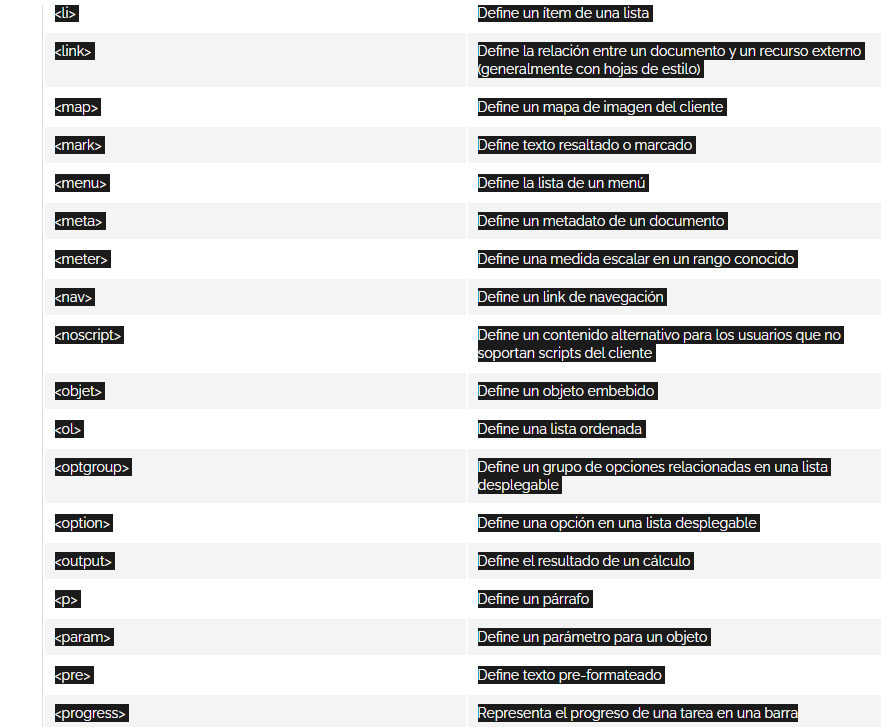 <li> Define un ítem de una lista
<link> Define la relación entre un documento y un recurso externo
(generalmente con hojas de estilo)
<map> Define un mapa de imagen del cliente
<mark> Define texto resaltado o marcado
<menu> Define la lista de un menú
<meta> Define un metadato de un documento
<meter> Define una medida escalar en un rango conocido
<nav> Define un link de navegación
<noscript> Define un contenido alternativo para los usuarios que no
soportan scripts del cliente
<objet> Define un objeto embebido
<ol> Define una lista ordenada
<optgroup> Define un grupo de opciones relacionadas en una lista
desplegable
<option> Define una opción en una lista desplegable
<output> Define el resultado de un cálculo
<p> Define un párrafo
<param> Define un parámetro para un objeto
<pre> Define texto pre-formateado
<progress> Representa el progreso de una tarea en una barra